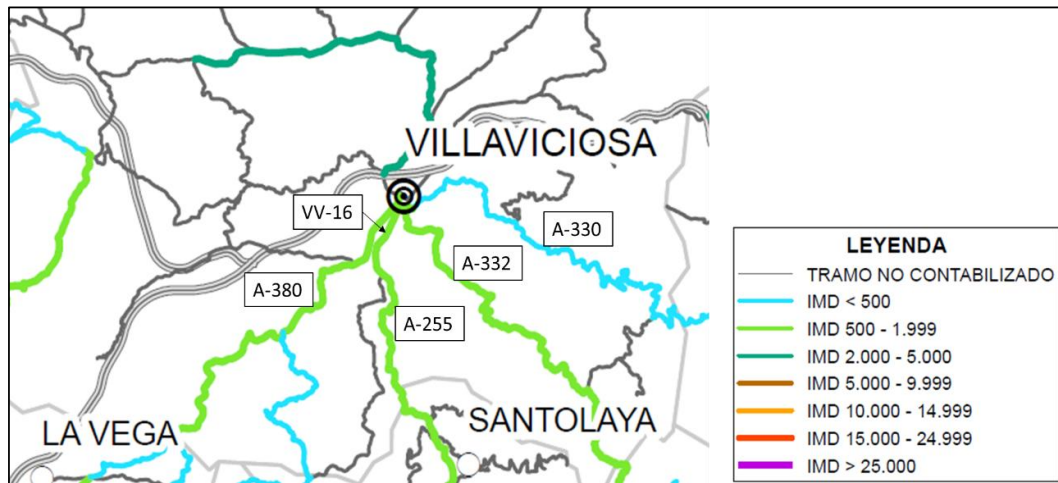 VILLAVICIOSA
VV-16
A-330
A-332
A-380
A-255
LA VEGA
SANTOLAYA
LEYENDA
TRAMO NO CONTABILIZADO
IMD < 500
IMD 500 - 1.999
IMD 2.000 - 5.000
IMD 5.000 - 9.999
IMD 10.000 - 14.999
IMD 15.000 - 24.999
IMD > 25.000